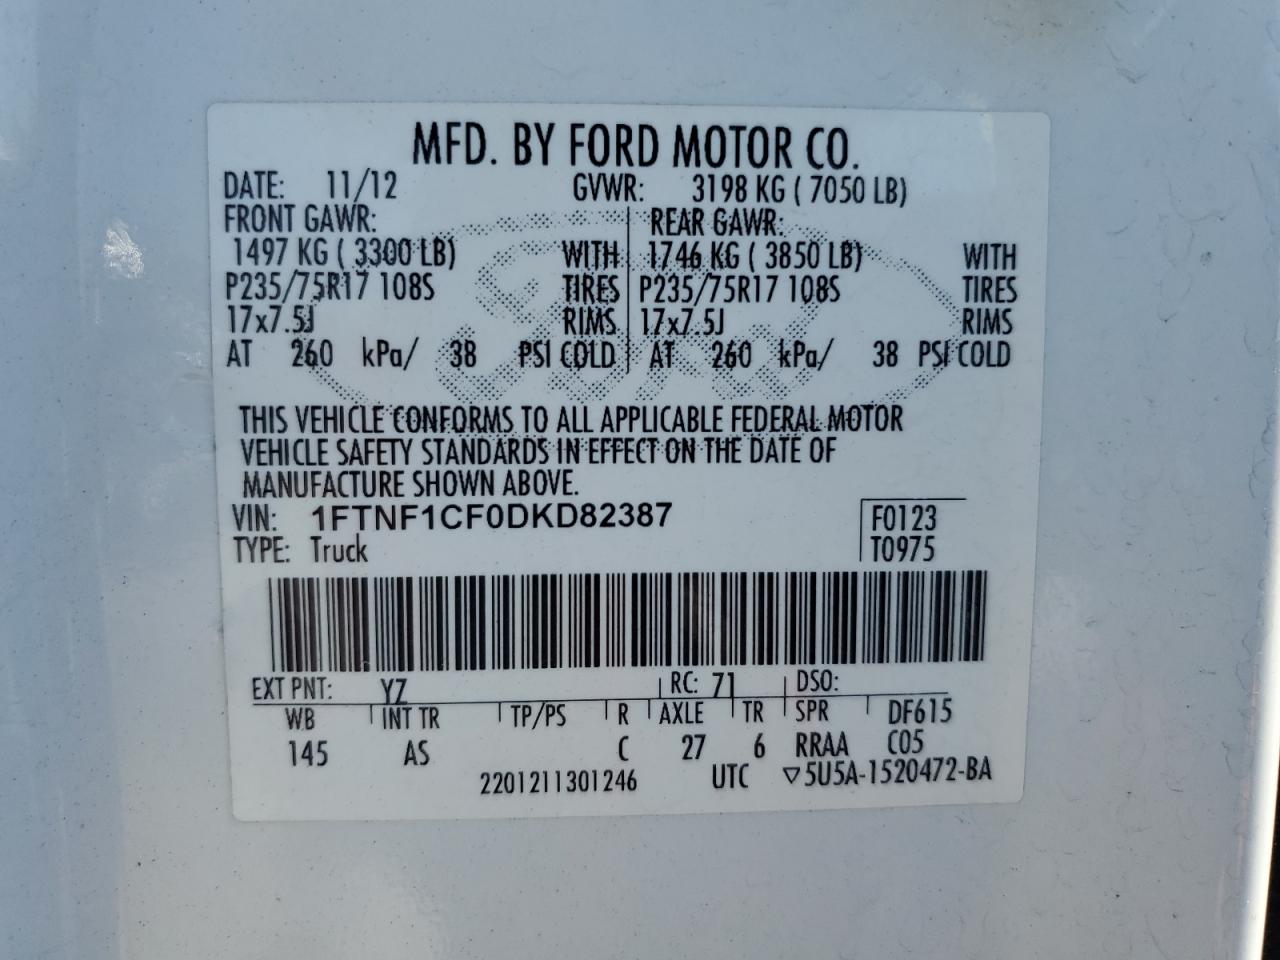 MFD. BY FORD MOTOR CO.
DATE: 11/12 GVWR: 3198 KG ( 7050 LB)
FRONT GAWR: REAR GAWR:
1497 KG ( 3300 LB) WITH 1746 KG ( 3850 LB) WITH
P235/75R17 108S TIRES P235/75R17 108S TIRES
17x7.5J RIMS 17x7.5J RIMS
AT 260 kPa/ 38 PSI COLD AT 260 kPa/ 38 PSI COLD
Ford
THIS VEHICLE CONFORMS TO ALL APPLICABLE FEDERAL MOTOR
VEHICLE SAFETY STANDARDS IN EFFECT ON THE DATE OF
MANUFACTURE SHOWN ABOVE.
VIN: 1FTNF1CF0DKD82387 F0123
TYPE: Truck T0975
EXT PNT: YZ RC: 71 DSO:
WB INT TR TP/PS R AXLE TR SPR DF615
145 AS C 27 6 RRAA C05
2201211301246 UTC ▽5U5A-1520472-BA